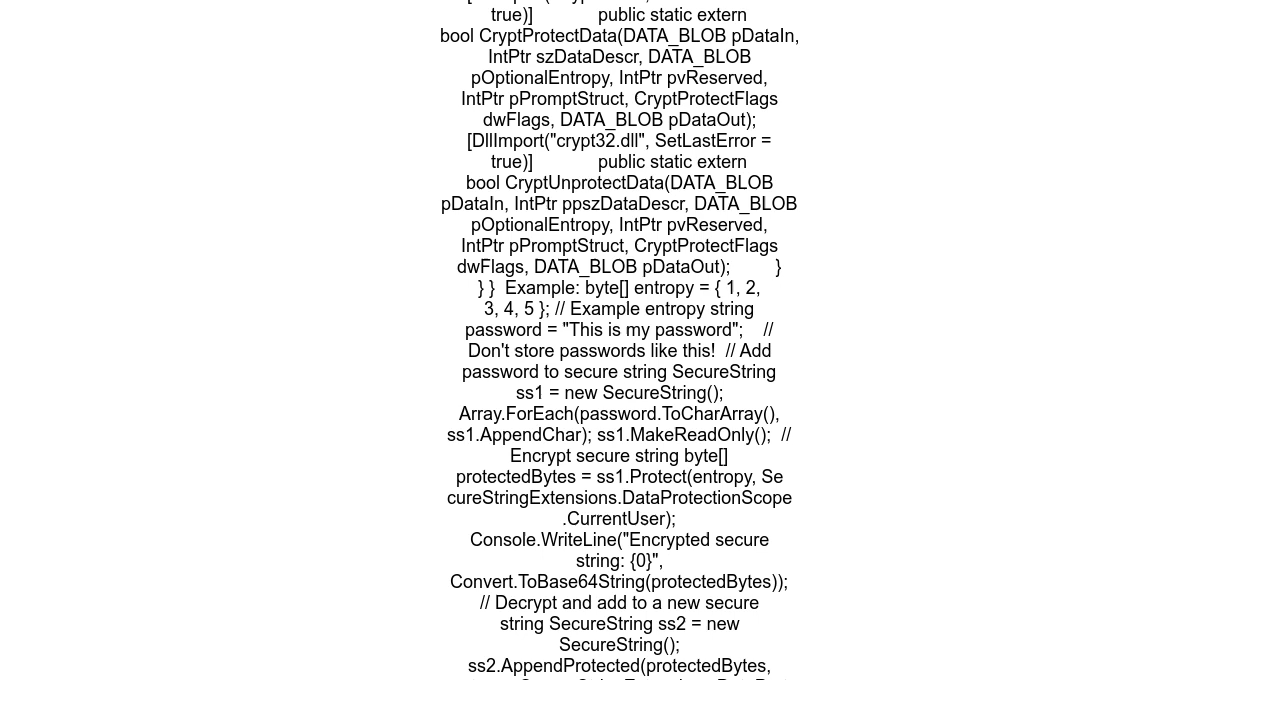 true)]             public static extern
bool CryptProtectData(DATA_BLOB pDataIn,
IntPtr szDataDescr, DATA_BLOB
pOptionalEntropy, IntPtr pvReserved,
IntPtr pPromptStruct, CryptProtectFlags
dwFlags, DATA_BLOB pDataOut);
[DllImport("crypt32.dll", SetLastError =
true)]             public static extern
bool CryptUnprotectData(DATA_BLOB
pDataIn, IntPtr ppszDataDescr, DATA_BLOB
pOptionalEntropy, IntPtr pvReserved,
IntPtr pPromptStruct, CryptProtectFlags
dwFlags, DATA_BLOB pDataOut);         }
} }  Example: byte[] entropy = { 1, 2,
3, 4, 5 }; // Example entropy string
password = "This is my password";    //
Don't store passwords like this!  // Add
password to secure string SecureString
ss1 = new SecureString();
Array.ForEach(password.ToCharArray(),
ss1.AppendChar); ss1.MakeReadOnly();  //
Encrypt secure string byte[]
protectedBytes = ss1.Protect(entropy, Se
cureStringExtensions.DataProtectionScope
.CurrentUser);
Console.WriteLine("Encrypted secure
string: {0}",
Convert.ToBase64String(protectedBytes));
// Decrypt and add to a new secure
string SecureString ss2 = new
SecureString();
ss2.AppendProtected(protectedBytes,